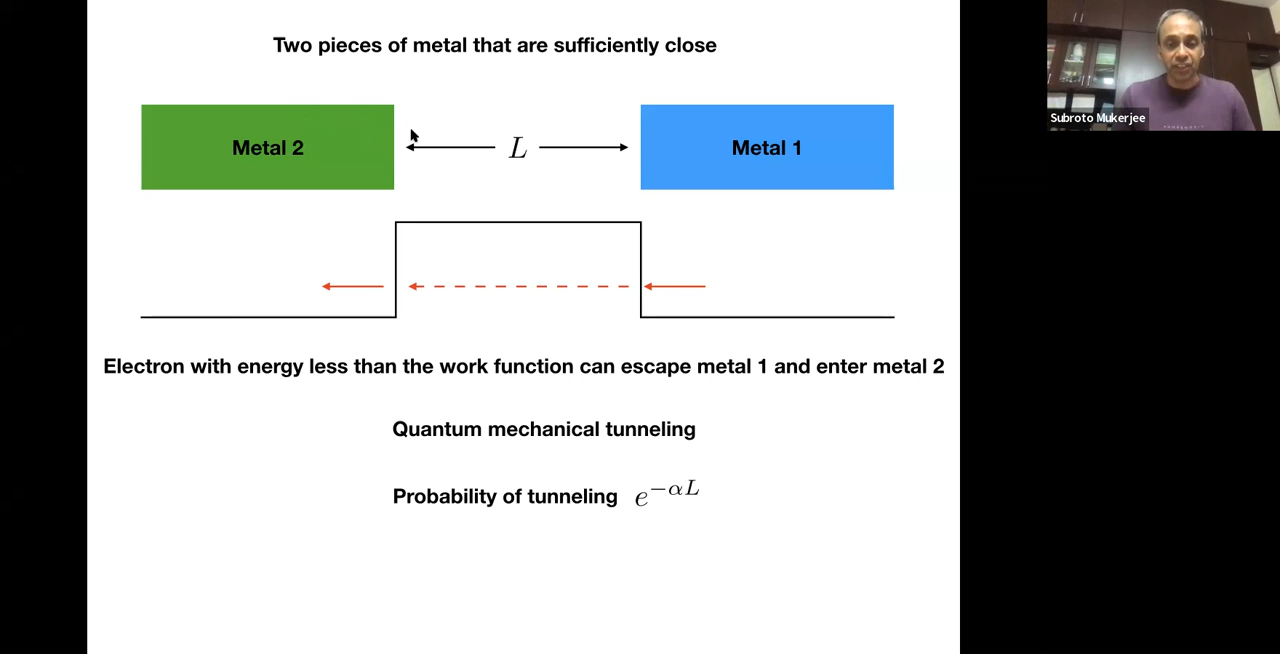 Two pieces of metal that are sufficiently close
Metal 2
L
Metal 1
Electron with energy less than the work function can escape metal 1 and enter metal 2
Quantum mechanical tunneling
Probability of tunneling $e^{-\alpha L}$
Subroto Mukerjee